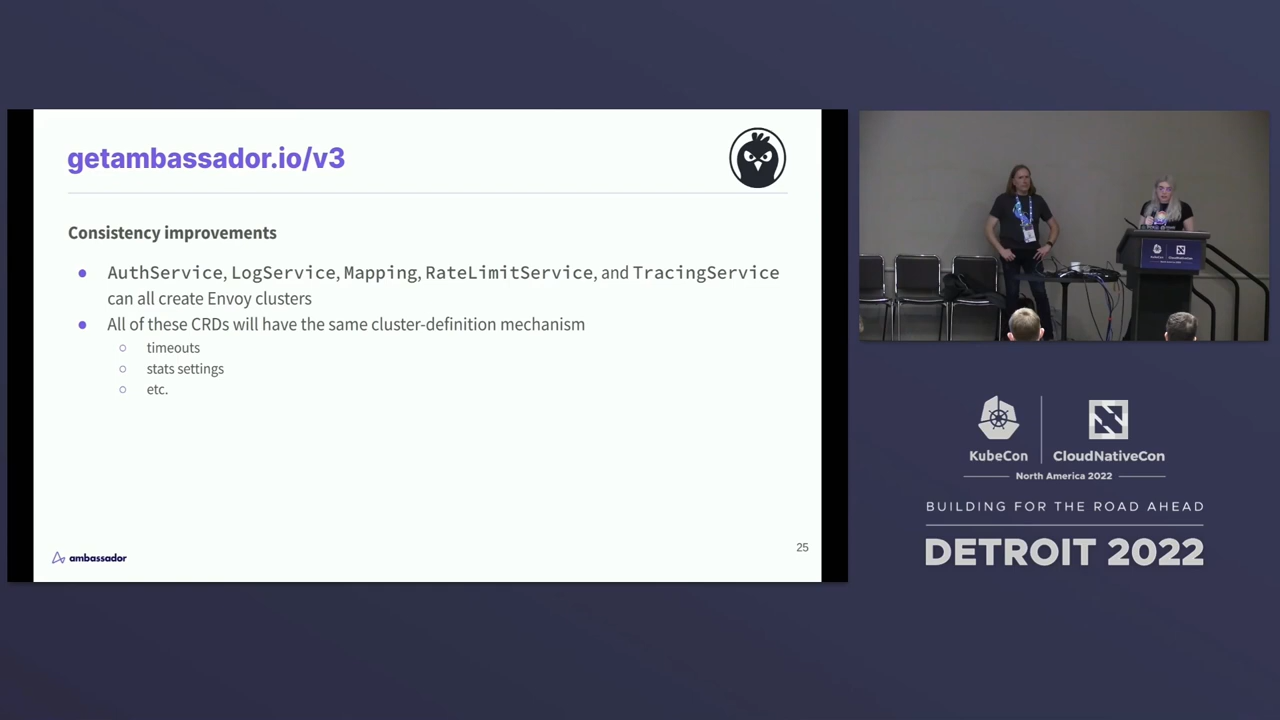 getambassador.io/v3
Consistency improvements
● AuthService, LogService, Mapping, RateLimitService, and TracingService
can all create Envoy clusters
● All of these CRDs will have the same cluster-definition mechanism
○ timeouts
○ stats settings
○ etc.
ambassador
25
KubeCon
CloudNativeCon
North America 2022
BUILDING FOR THE ROAD AHEAD
DETROIT 2022